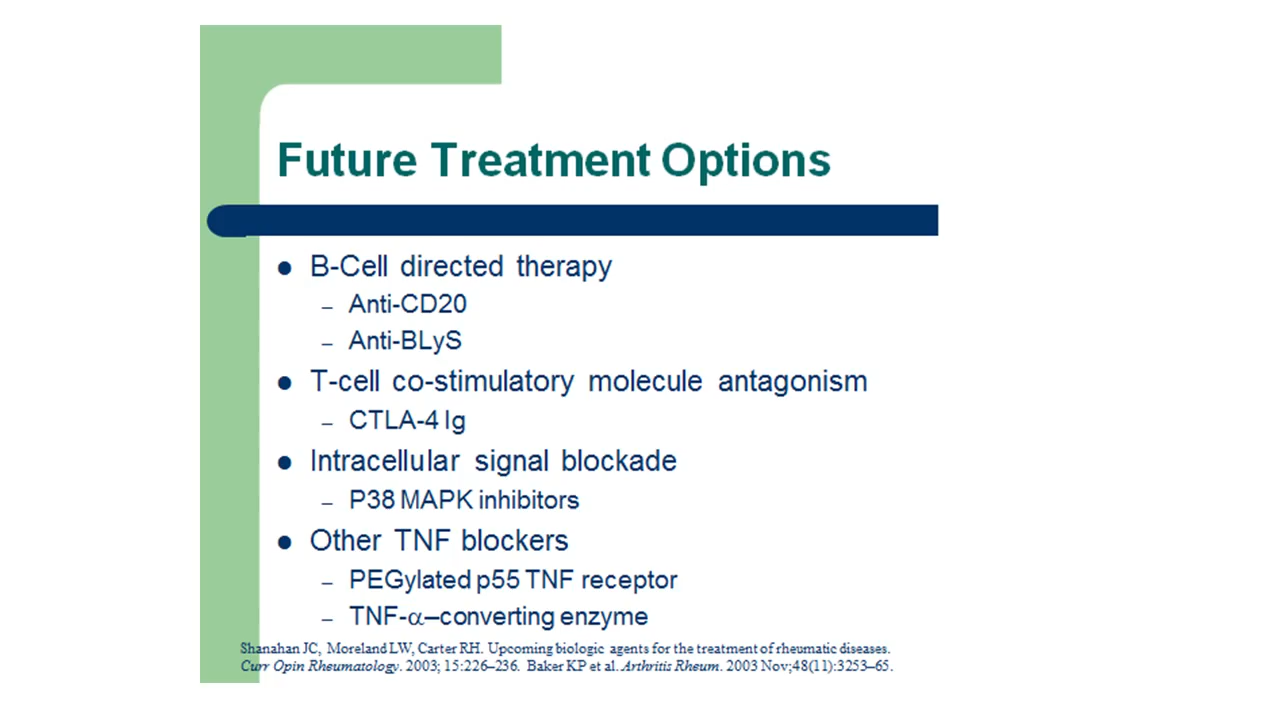 Future Treatment Options
● B-Cell directed therapy
– Anti-CD20
– Anti-BLyS
● T-cell co-stimulatory molecule antagonism
– CTLA-4 Ig
● Intracellular signal blockade
– P38 MAPK inhibitors
● Other TNF blockers
– PEGylated p55 TNF receptor
– TNF-α–converting enzyme
Shanahan JC, Moreland LW, Carter RH. Upcoming biologic agents for the treatment of rheumatic diseases.
Curr Opin Rheumatology. 2003; 15:226–236. Baker KP et al. Arthritis Rheum. 2003 Nov;48(11):3253–65.